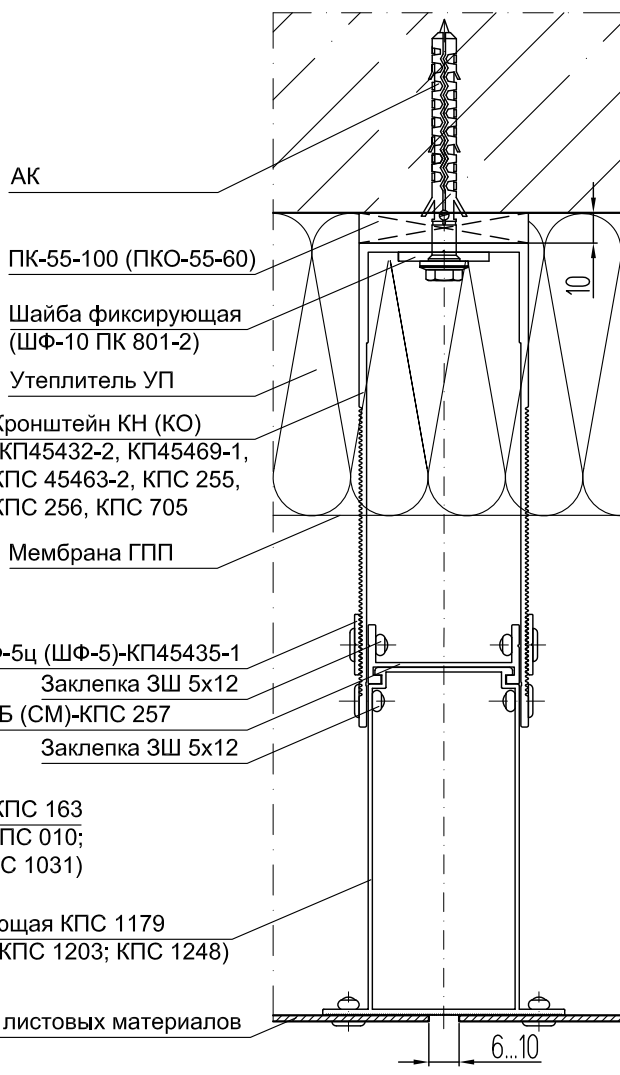 АК
ПК-55-100 (ПКО-55-60)
10
Шайба фиксирующая
(ШФ-10 ПК 801-2)
Утеплитель УП
Кронштейн КН (КО)
КП45432-2, КП45469-1,
КПС 45463-2, КПС 255,
КПС 256, КПС 705
Мембрана ГПП
-5ц (ШФ-5)-КП45435-1
Заклепка ЗШ 5х12
Б (СМ)-КПС 257
Заклепка ЗШ 5х12
КПС 163
ПС 010;
С 1031)
ющая КПС 1179
КПС 1203; КПС 1248)
листовых материалов
6...10